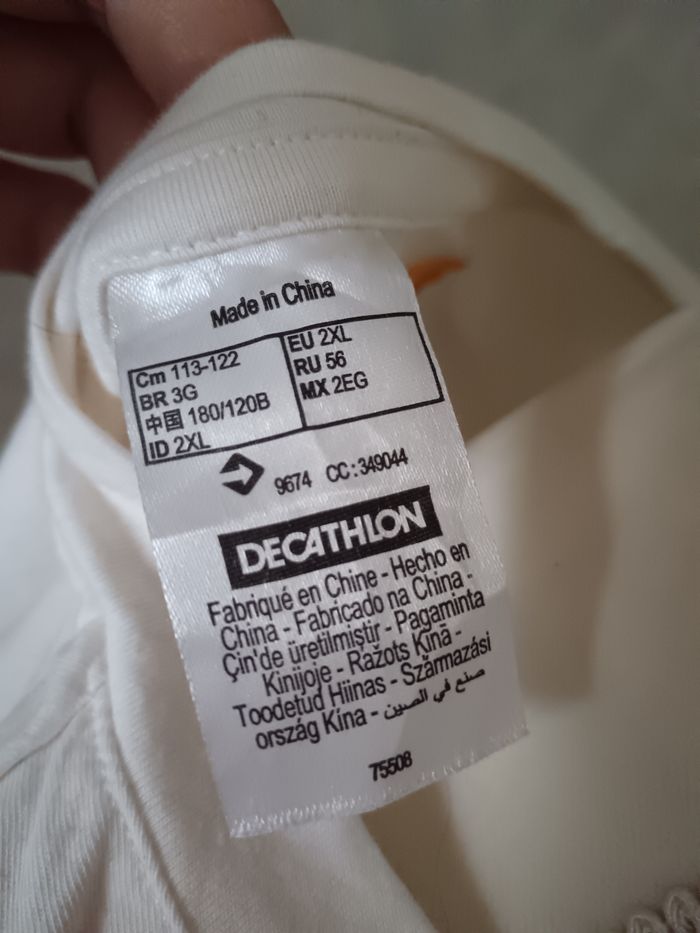 Made in China
Cm 113-122
BR 3G
中国 180/120B
ID 2XL
EU 2XL
RU 56
MX 2EG
9674 CC:349044
DECATHLON
Fabriqué en Chine - Hecho en
China - Fabricado na China -
Çin'de üretilmiştir - Pagaminta
Kinijoje - Ražots Ķīnā -
Toodetud Hiinas - Származási
ország Kína - صنع في الصين
75508